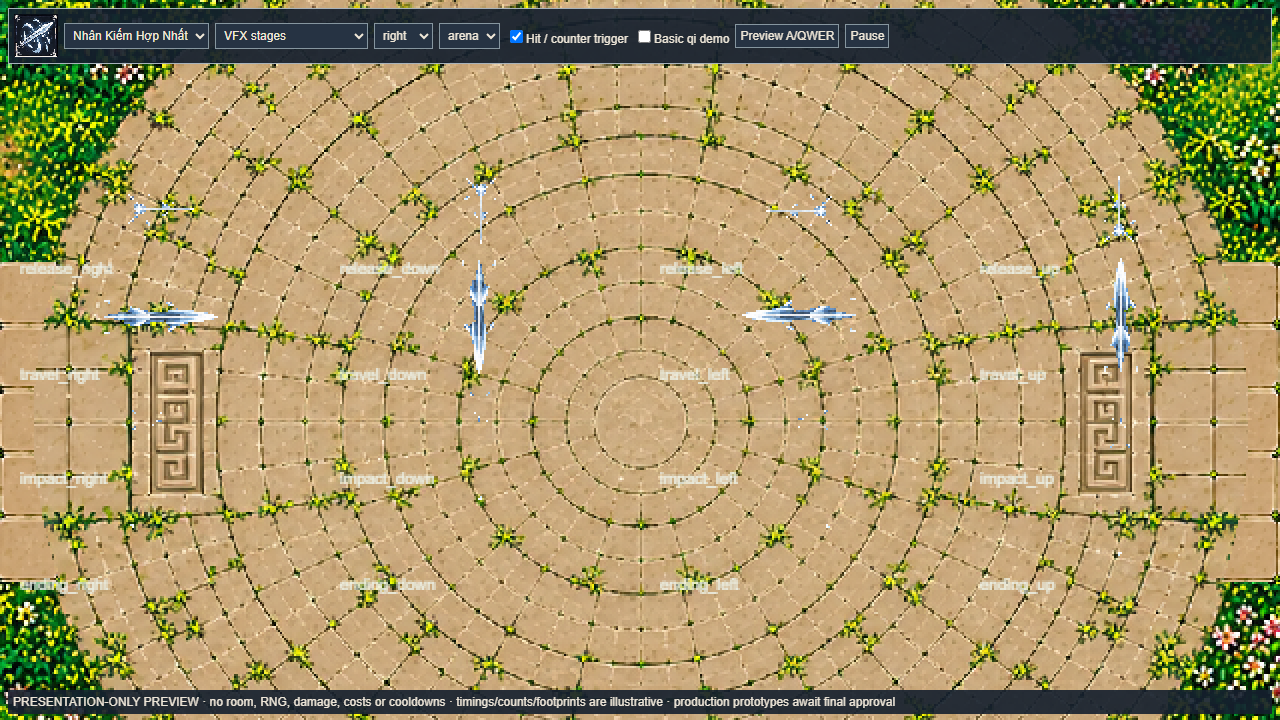 Nhân Kiếm Hợp Nhất VFX stages right arena Hit / counter trigger Basic qi demo Preview A/QWER Pause
release_right release_down release_left release_up
travel_right travel_down travel_left travel_up
impact_right impact_down impact_left impact_up
ending_right ending_down ending_left ending_up
PRESENTATION-ONLY PREVIEW · no room, RNG, damage, costs or cooldowns · timings/counts/footprints are illustrative · production prototypes await final approval